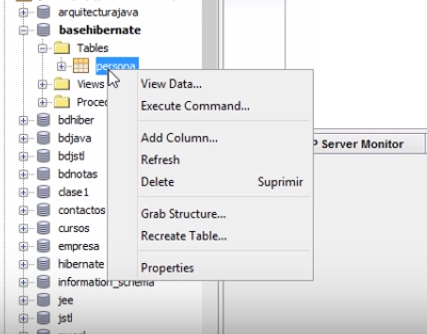 arquitecturajava
basehibernate
Tables
persona
Views
Proced
bdhiber
bdjava
bdjstl
bdnotas
clase1
contactos
cursos
empresa
hibernate
information_schema
jee
jstl
View Data...
Execute Command...
Add Column...
Refresh
Delete Suprimir
Grab Structure...
Recreate Table...
Properties
P Server Monitor